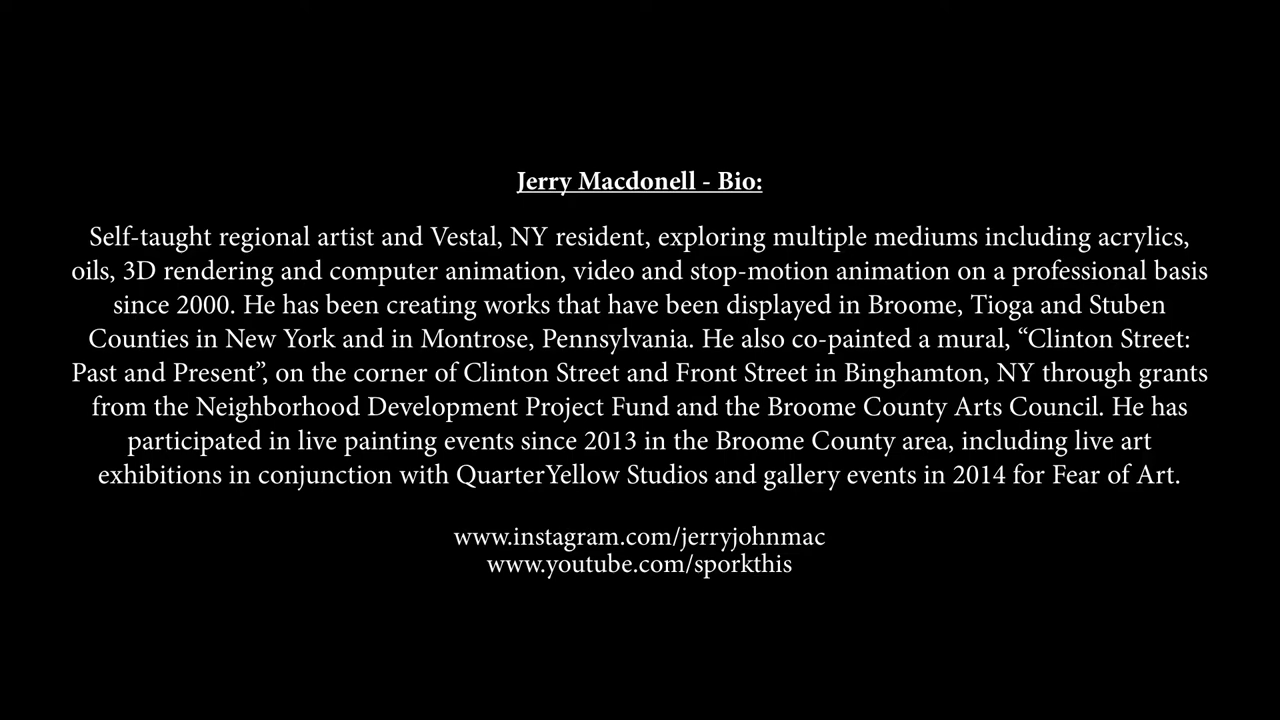 Jerry Macdonell - Bio:
Self-taught regional artist and Vestal, NY resident, exploring multiple mediums including acrylics,
oils, 3D rendering and computer animation, video and stop-motion animation on a professional basis
since 2000. He has been creating works that have been displayed in Broome, Tioga and Stuben
Counties in New York and in Montrose, Pennsylvania. He also co-painted a mural, “Clinton Street:
Past and Present”, on the corner of Clinton Street and Front Street in Binghamton, NY through grants
from the Neighborhood Development Project Fund and the Broome County Arts Council. He has
participated in live painting events since 2013 in the Broome County area, including live art
exhibitions in conjunction with QuarterYellow Studios and gallery events in 2014 for Fear of Art.
www.instagram.com/jerryjohnmac
www.youtube.com/sporkthis